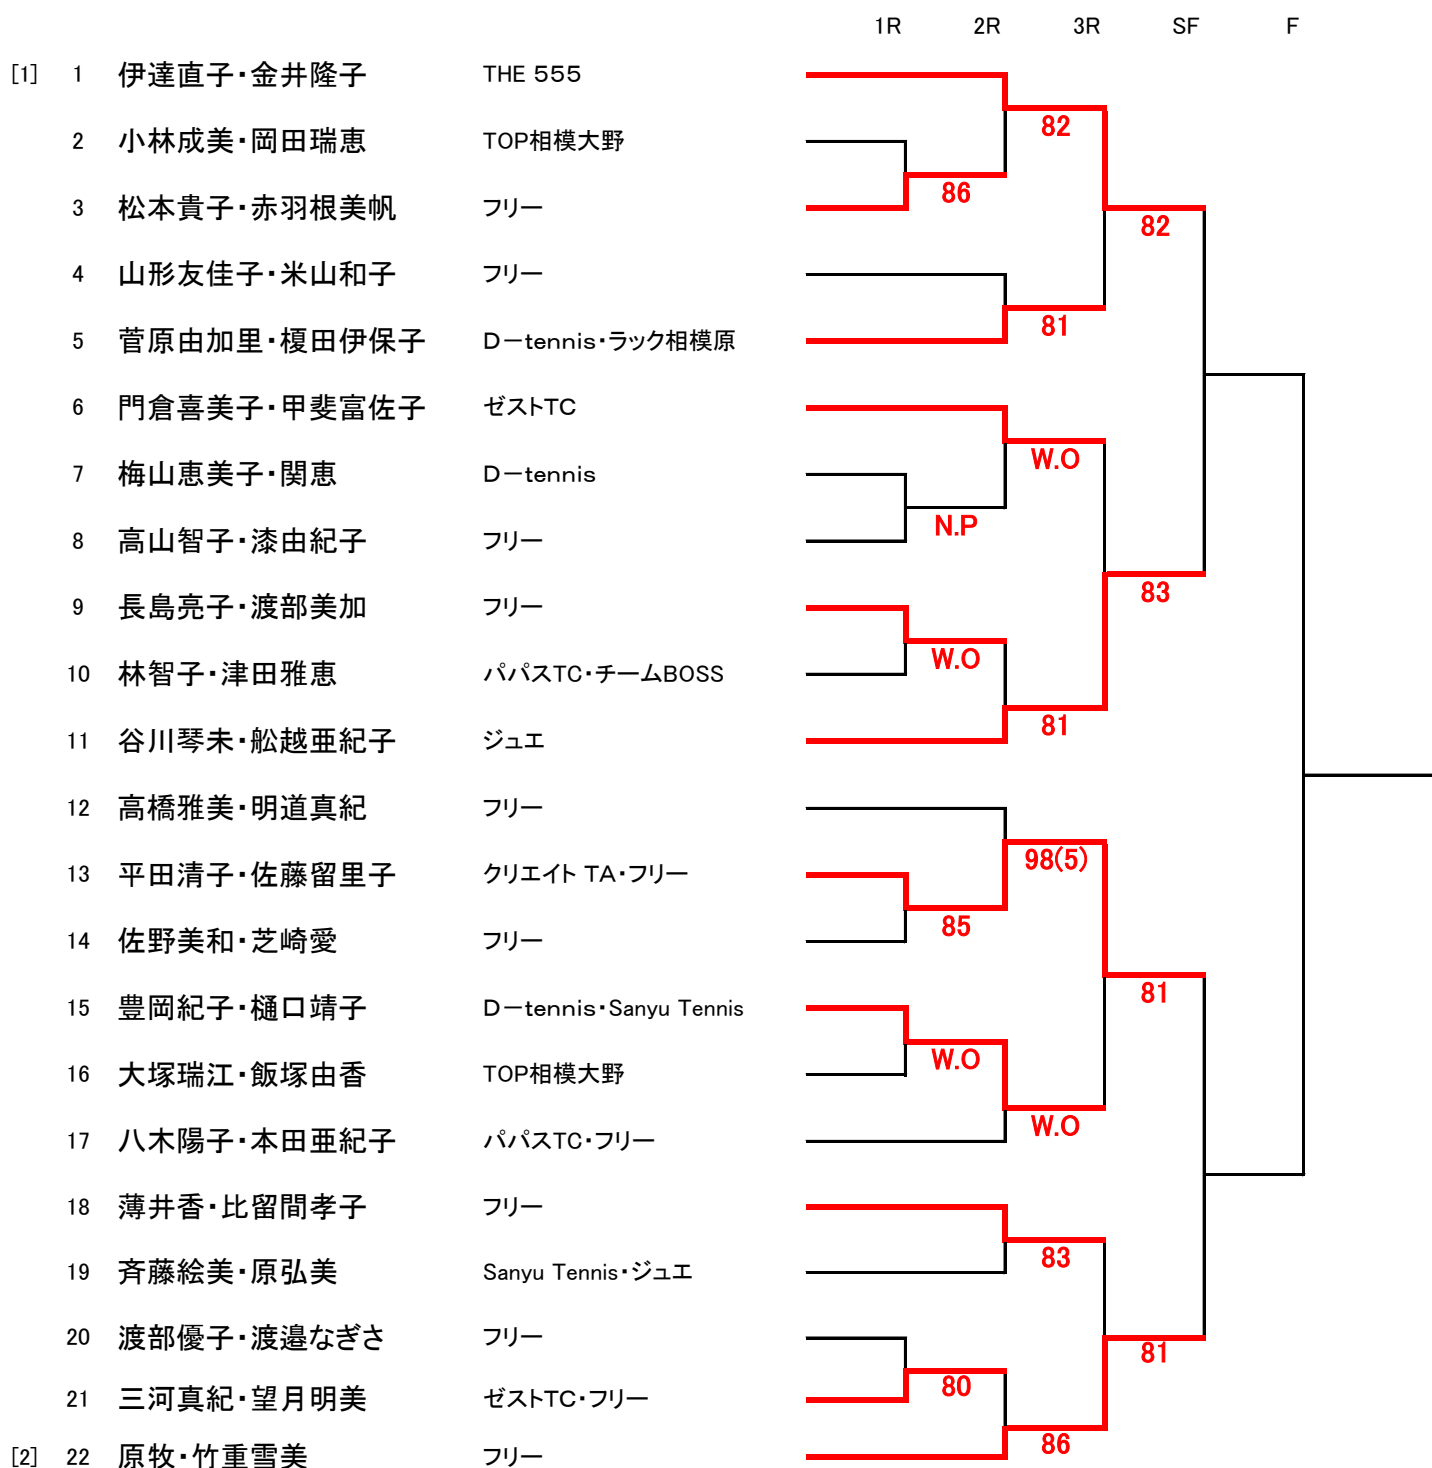 1R 2R 3R SF F
[1] 1 伊達直子・金井隆子 THE 555
82
2 小林成美・岡田瑞恵 TOP相模大野
86
3 松本貴子・赤羽根美帆 フリー
82
4 山形友佳子・米山和子 フリー
81
5 菅原由加里・榎田伊保子 D－tennis・ラック相模原
6 門倉喜美子・甲斐富佐子 ゼストTC
W.O
7 梅山恵美子・関恵 D－tennis
N.P
8 高山智子・漆由紀子 フリー
83
9 長島亮子・渡部美加 フリー
W.O
10 林智子・津田雅恵 パパスTC・チームBOSS
81
11 谷川琴未・舩越亜紀子 ジュエ
12 高橋雅美・明道真紀 フリー
98(5)
13 平田清子・佐藤留里子 クリエイト TA・フリー
85
14 佐野美和・芝崎愛 フリー
81
15 豊岡紀子・樋口靖子 D－tennis・Sanyu Tennis
W.O
16 大塚瑞江・飯塚由香 TOP相模大野
W.O
17 八木陽子・本田亜紀子 パパスTC・フリー
18 薄井香・比留間孝子 フリー
83
19 斉藤絵美・原弘美 Sanyu Tennis・ジュエ
20 渡部優子・渡邉なぎさ フリー
81
80
21 三河真紀・望月明美 ゼストTC・フリー
86
[2] 22 原牧・竹重雪美 フリー